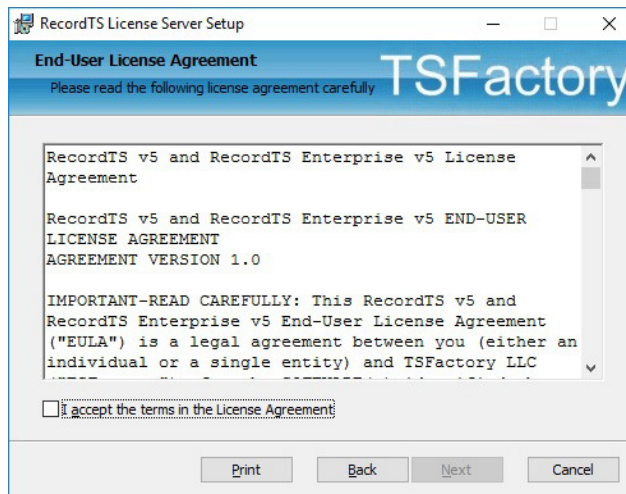 RecordTS License Server Setup
End-User License Agreement
Please read the following license agreement carefully
TSFactory
RecordTS v5 and RecordTS Enterprise v5 License
Agreement
RecordTS v5 and RecordTS Enterprise v5 END-USER
LICENSE AGREEMENT
AGREEMENT VERSION 1.0
IMPORTANT-READ CAREFULLY: This RecordTS v5 and
RecordTS Enterprise v5 End-User License Agreement
("EULA") is a legal agreement between you (either an
individual or a single entity) and TSFactory LLC
I accept the terms in the License Agreement
Print
Back
Next
Cancel